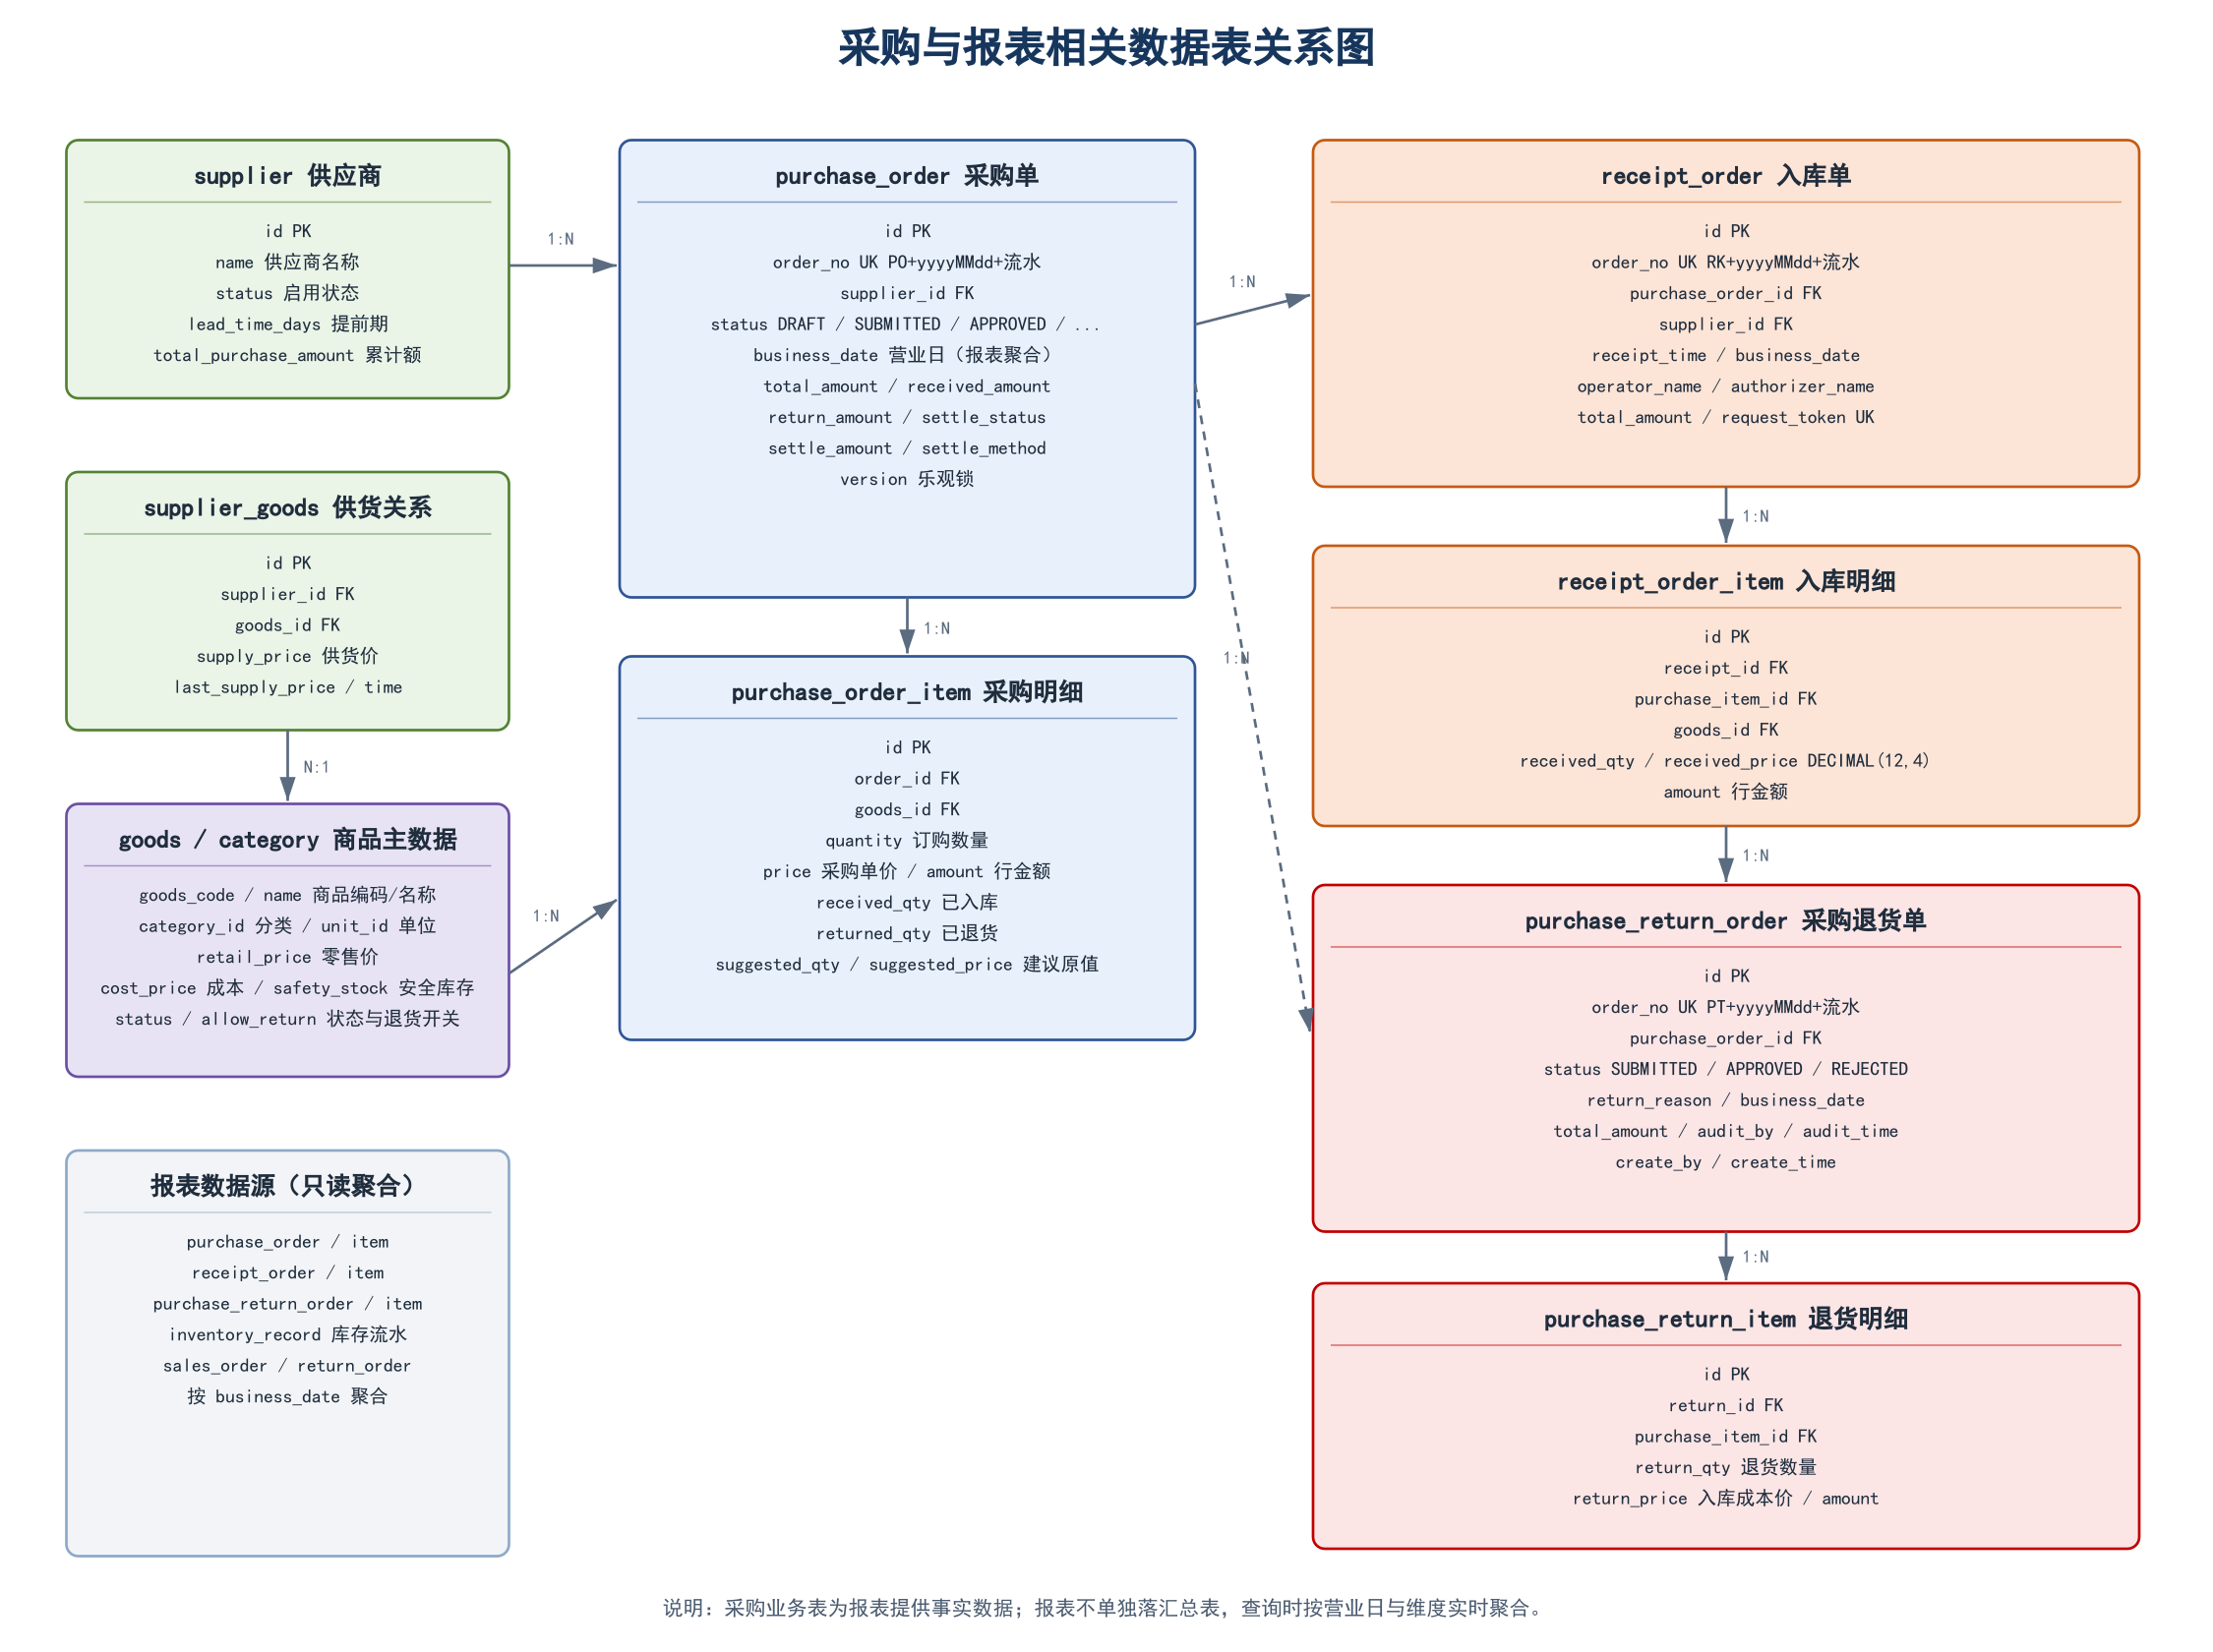 采购与报表相关数据表关系图
supplier 供应商
id PK
name 供应商名称
status 启用状态
lead_time_days 提前期
total_purchase_amount 累计额
1:N
supplier_goods 供货关系
id PK
supplier_id FK
goods_id FK
supply_price 供货价
last_supply_price / time
N:1
goods / category 商品主数据
goods_code / name 商品编码/名称
category_id 分类 / unit_id 单位
retail_price 零售价
cost_price 成本 / safety_stock 安全库存
status / allow_return 状态与退货开关
1:N
报表数据源（只读聚合）
purchase_order / item
receipt_order / item
purchase_return_order / item
inventory_record 库存流水
sales_order / return_order
按 business_date 聚合
purchase_order 采购单
id PK
order_no UK PO+yyyyMMdd+流水
supplier_id FK
status DRAFT / SUBMITTED / APPROVED / ...
business_date 营业日（报表聚合）
total_amount / received_amount
return_amount / settle_status
settle_amount / settle_method
version 乐观锁
1:N
purchase_order_item 采购明细
id PK
order_id FK
goods_id FK
quantity 订购数量
price 采购单价 / amount 行金额
received_qty 已入库
returned_qty 已退货
suggested_qty / suggested_price 建议原值
1:N
1:N
receipt_order 入库单
id PK
order_no UK RK+yyyyMMdd+流水
purchase_order_id FK
supplier_id FK
receipt_time / business_date
operator_name / authorizer_name
total_amount / request_token UK
1:N
receipt_order_item 入库明细
id PK
receipt_id FK
purchase_item_id FK
goods_id FK
received_qty / received_price DECIMAL(12,4)
amount 行金额
1:N
purchase_return_order 采购退货单
id PK
order_no UK PT+yyyyMMdd+流水
purchase_order_id FK
status SUBMITTED / APPROVED / REJECTED
return_reason / business_date
total_amount / audit_by / audit_time
create_by / create_time
1:N
purchase_return_item 退货明细
id PK
return_id FK
purchase_item_id FK
return_qty 退货数量
return_price 入库成本价 / amount
说明：采购业务表为报表提供事实数据；报表不单独落汇总表，查询时按营业日与维度实时聚合。